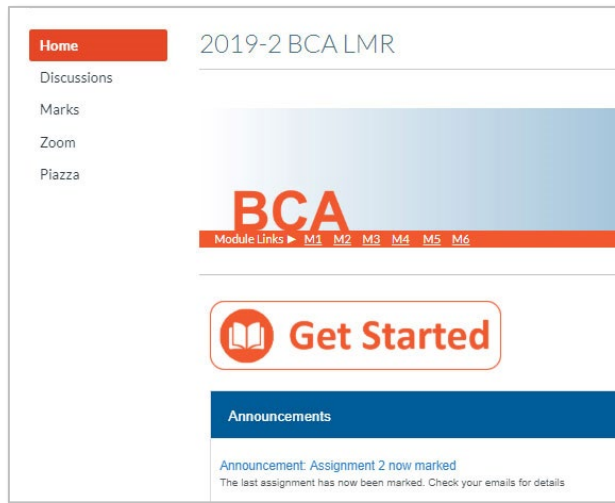 Home
Discussions
Marks
Zoom
Piazza
2019-2 BCA LMR
BCA
Module Links ► M1 M2 M3 M4 M5 M6
Get Started
Announcements
Announcement: Assignment 2 now marked
The last assignment has now been marked. Check your emails for details